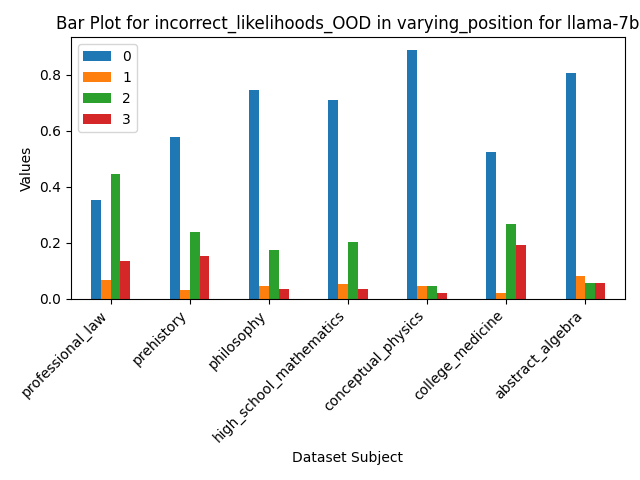 Bar Plot for incorrect_likelihoods_OOD in varying_position for llama-7b
0
1
2
3
Values
0.8
0.6
0.4
0.2
0.0
professional_law
prehistory
philosophy
high_school_mathematics
conceptual_physics
college_medicine
abstract_algebra
Dataset Subject